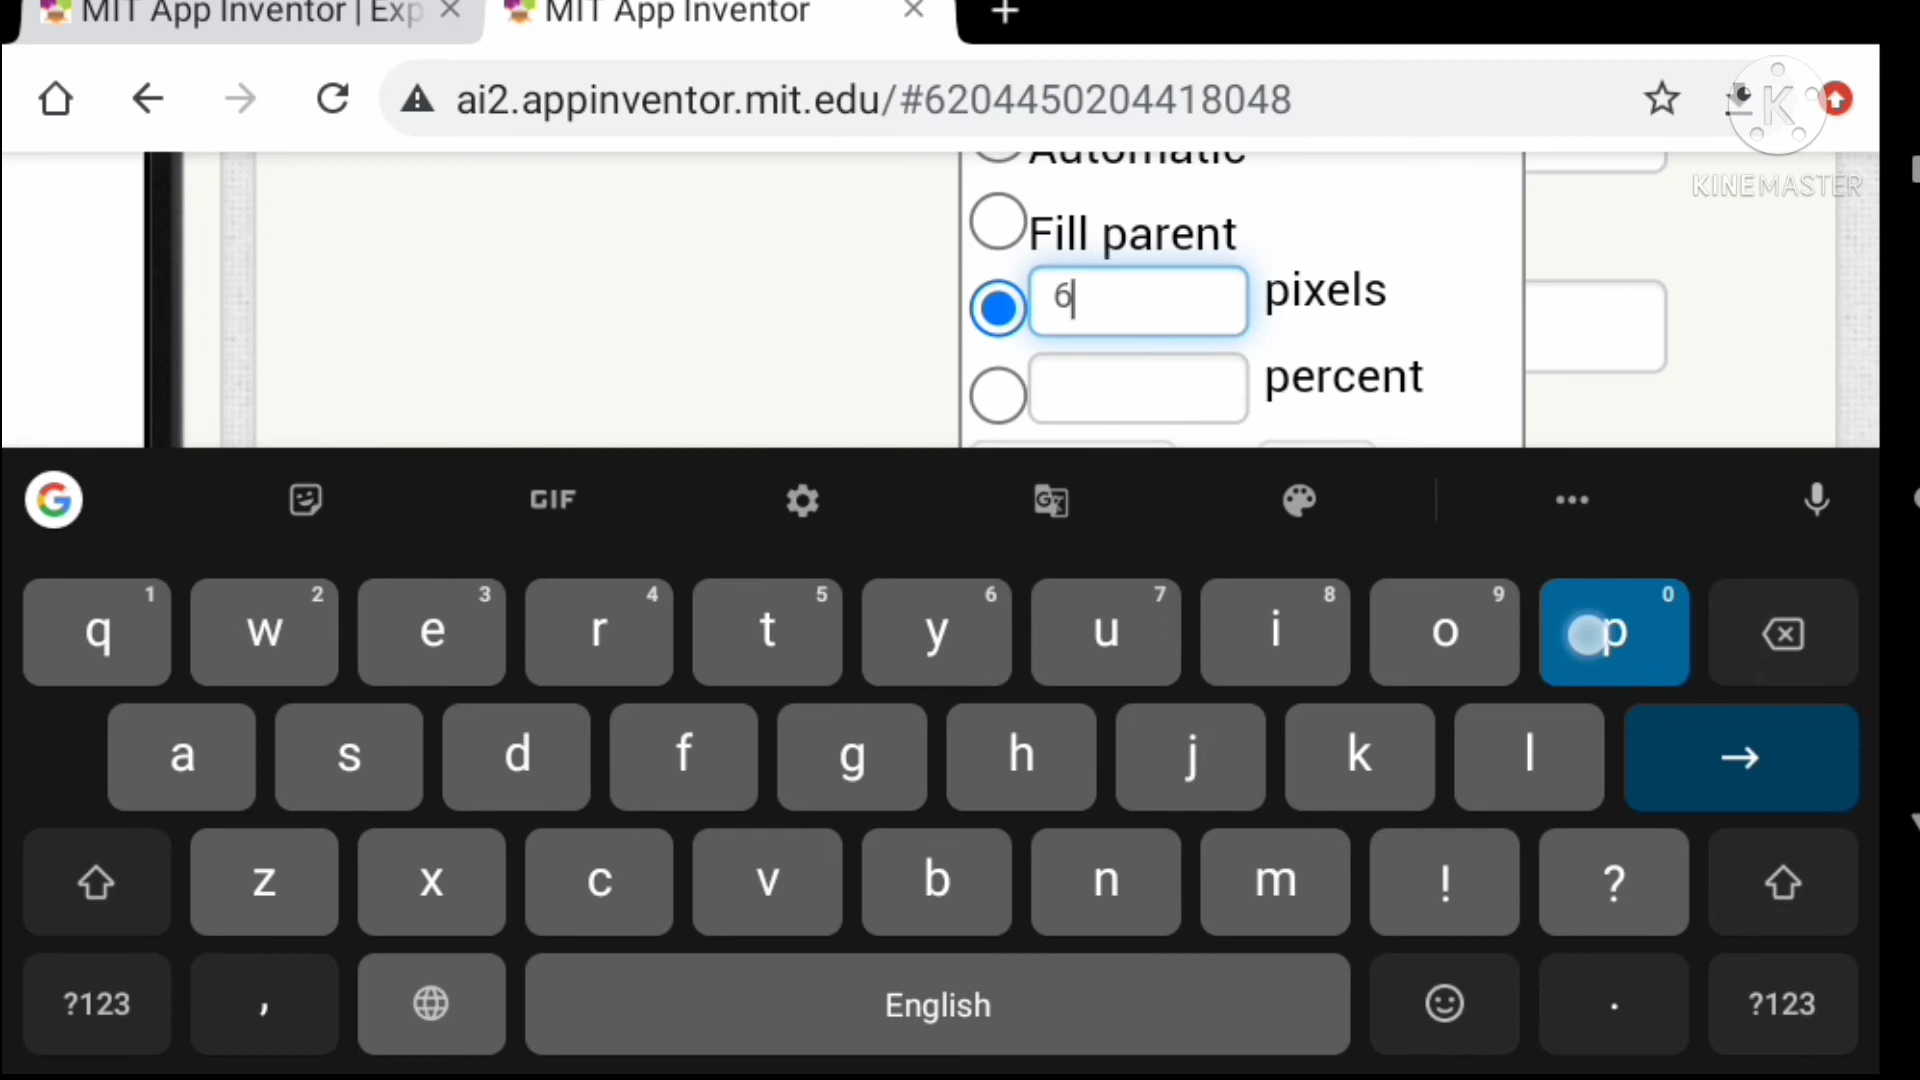 MIT App Inventor | Exp
MIT App Inventor
ai2.appinventor.mit.edu/#6204450204418048
K
KINEMASTER
Automatic
Fill parent
6 pixels
percent
G GIF
q 1 w 2 e 3 r 4 t 5 y 6 u 7 i 8 o 9 p 0
a s d f g h j k l →
z x c v b n m ! ?
?123 , English . ?123